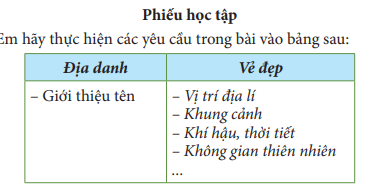 Phiếu học tập
Em hãy thực hiện các yêu cầu trong bài vào bảng sau:
Địa danh
Vẻ đẹp
– Giới thiệu tên
– Vị trí địa lí
– Khung cảnh
– Khí hậu, thời tiết
– Không gian thiên nhiên
...